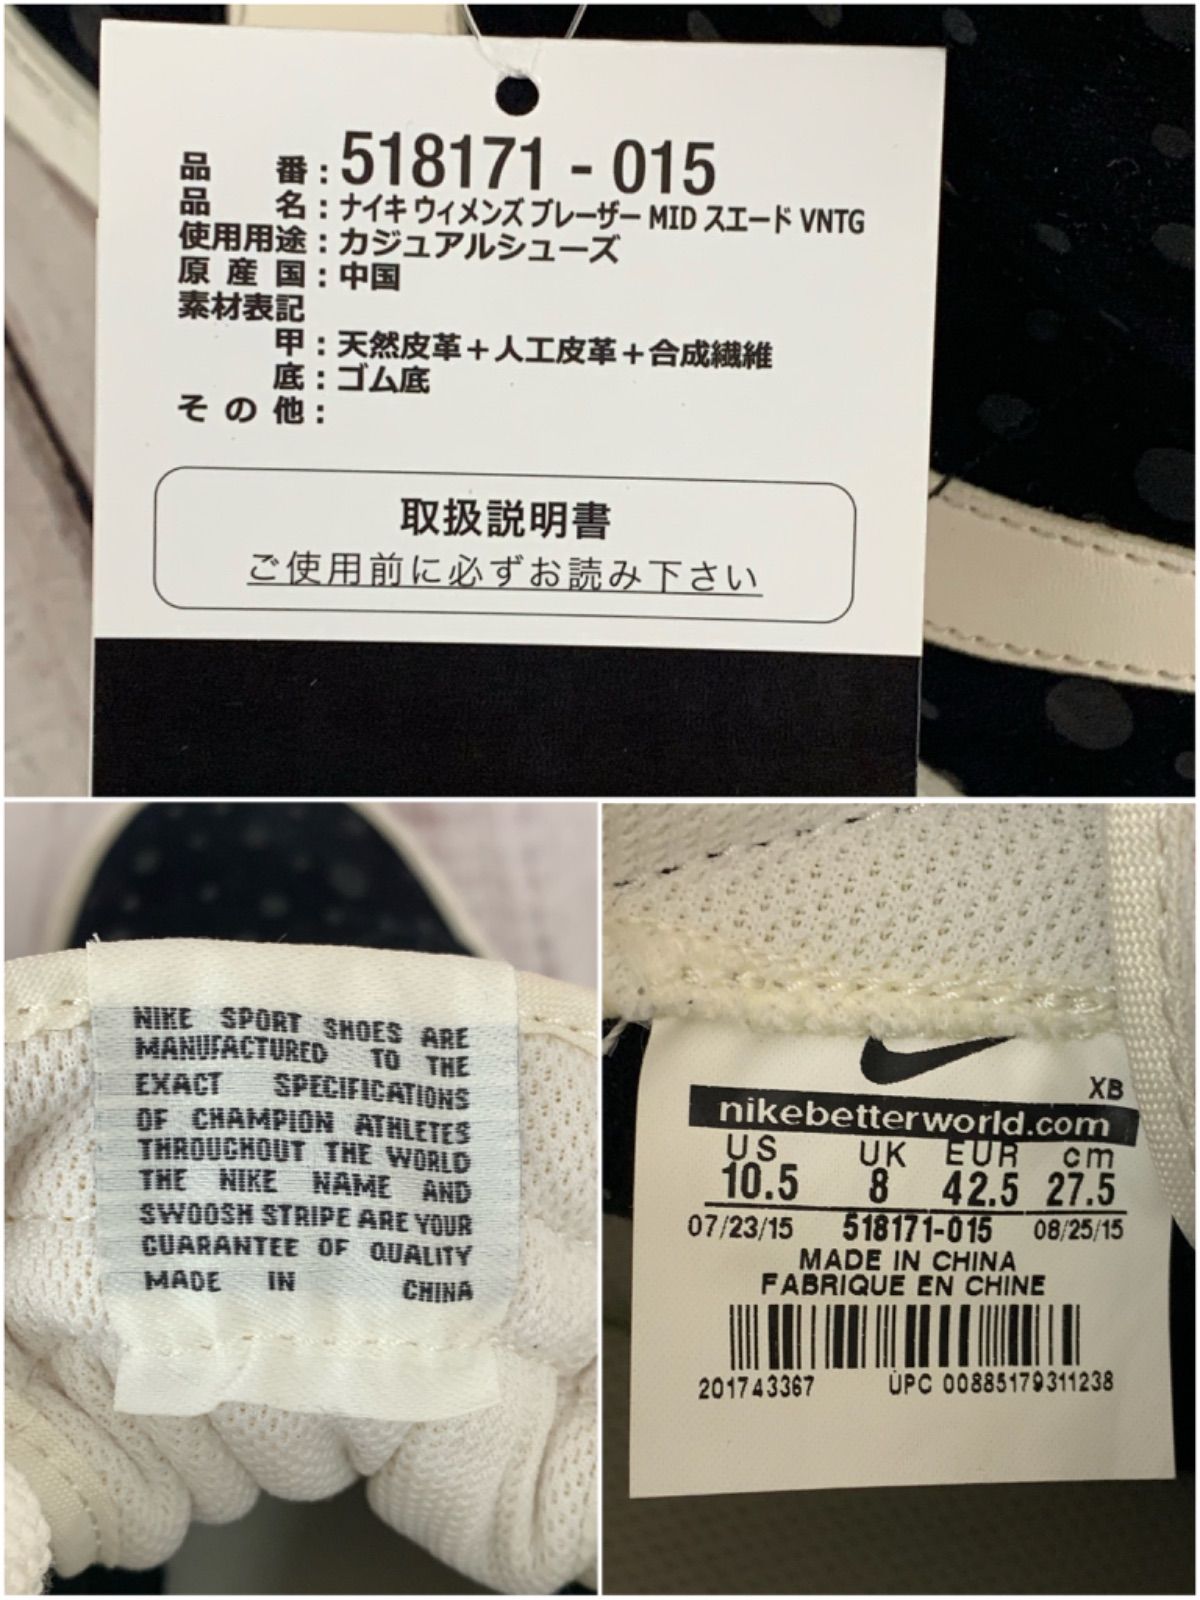 品番：518171 - 015
品名：ナイキ ウィメンズ ブレーザー MID スエード VNTG
使用用途：カジュアルシューズ
原産国：中国
素材表記
甲：天然皮革＋人工皮革＋合成繊維
底：ゴム底
その他：
取扱説明書
ご使用前に必ずお読み下さい
NIKE SPORT SHOES ARE
MANUFACTURED TO THE
EXACT SPECIFICATIONS
OF CHAMPION ATHLETES
THROUGHOUT THE WORLD
THE NIKE NAME AND
SWOOSH STRIPE ARE YOUR
GUARANTEE OF QUALITY
MADE IN CHINA
XB
nikebetterworld.com
US UK EUR cm
10.5 8 42.5 27.5
07/23/15 518171-015 08/25/15
MADE IN CHINA
FABRIQUE EN CHINE
201743367 UPC 00885179311238